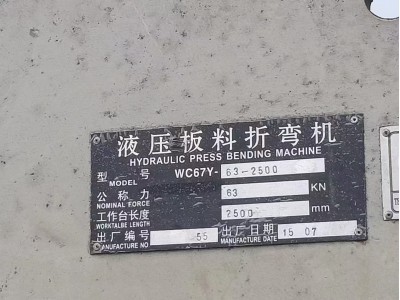 液压板料折弯机
HYDRAULIC PRESS BENDING MACHINE
型号 WC67Y-63-2500
MODEL
公称力 63 KN
NOMINAL FORCE
工作台长度 2500 mm
WORKTALBE LENGTH
出厂编号 55 出厂日期 15 07
MANUFACTURE NO MANUFACTURE DATE